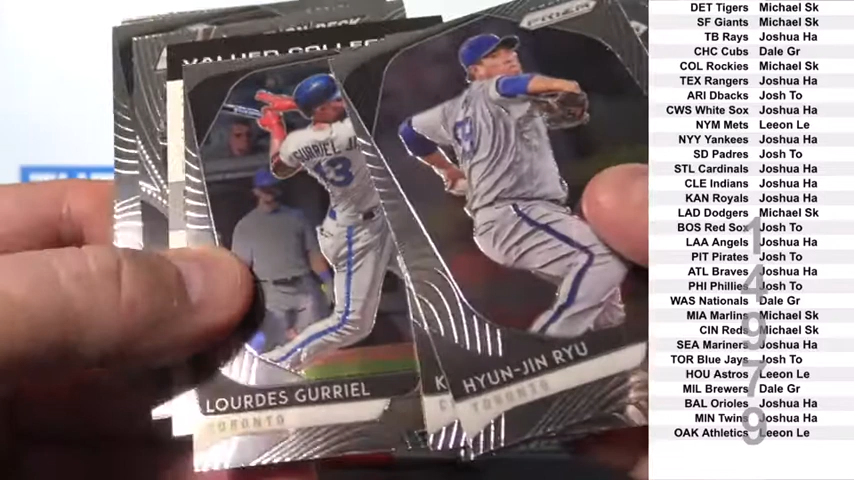 VALUED COLLEC
PRIZM
GURRIEL JR
13
LOURDES GURRIEL
TORONTO
HYUN-JIN RYU
TORONTO
DET Tigers Michael Sk
SF Giants Michael Sk
TB Rays Joshua Ha
CHC Cubs Dale Gr
COL Rockies Michael Sk
TEX Rangers Joshua Ha
ARI Dbacks Josh To
CWS White Sox Joshua Ha
NYM Mets Leeon Le
NYY Yankees Joshua Ha
SD Padres Josh To
STL Cardinals Joshua Ha
CLE Indians Joshua Ha
KAN Royals Joshua Ha
LAD Dodgers Michael Sk
BOS Red Sox Josh To
LAA Angels Joshua Ha
PIT Pirates Josh To
ATL Braves Joshua Ha
PHI Phillies Josh To
WAS Nationals Dale Gr
MIA Marlins Michael Sk
CIN Reds Michael Sk
SEA Mariners Joshua Ha
TOR Blue Jays Josh To
HOU Astros Leeon Le
MIL Brewers Dale Gr
BAL Orioles Joshua Ha
MIN Twins Joshua Ha
OAK Athletics Leeon Le
1
4
9
7
9